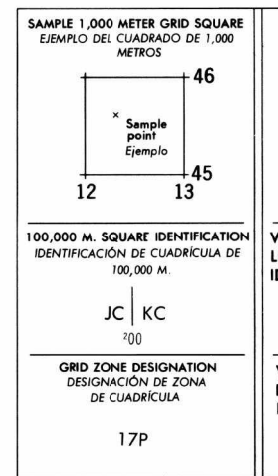 SAMPLE 1,000 METER GRID SQUARE
EJEMPLO DEL CUADRADO DE 1,000
METROS
46
×
Sample
point
Ejemplo
45
12 13
100,000 M. SQUARE IDENTIFICATION
IDENTIFICACIÓN DE CUADRÍCULA DE
100,000 M.
JC | KC
²00
GRID ZONE DESIGNATION
DESIGNACIÓN DE ZONA
DE CUADRÍCULA
17P